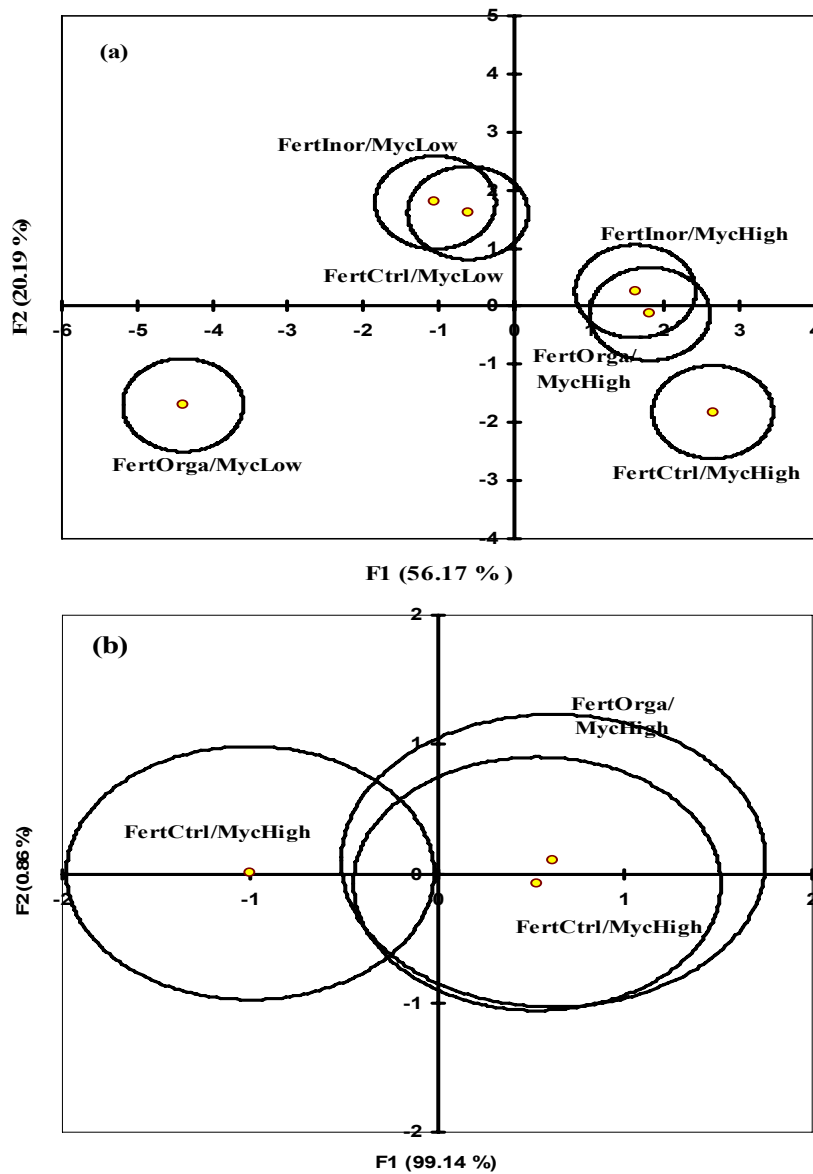 (a)
5
4
3
2
1
0
-1
-2
-3
-4
FertInor/MycLow
FertCtrl/MycLow
FertInor/MycHigh
FertOrga/
MycHigh
FertOrga/MycLow
FertCtrl/MycHigh
-6 -5 -4 -3 -2 -1 0 1 2 3 4
F2 (20.19 %)
F1 (56.17 %)
(b)
2
1
0
-1
-2
FertOrga/
MycHigh
FertCtrl/MycHigh
FertCtrl/MycHigh
-2 -1 0 1 2
F2 (0.86 %)
F1 (99.14 %)